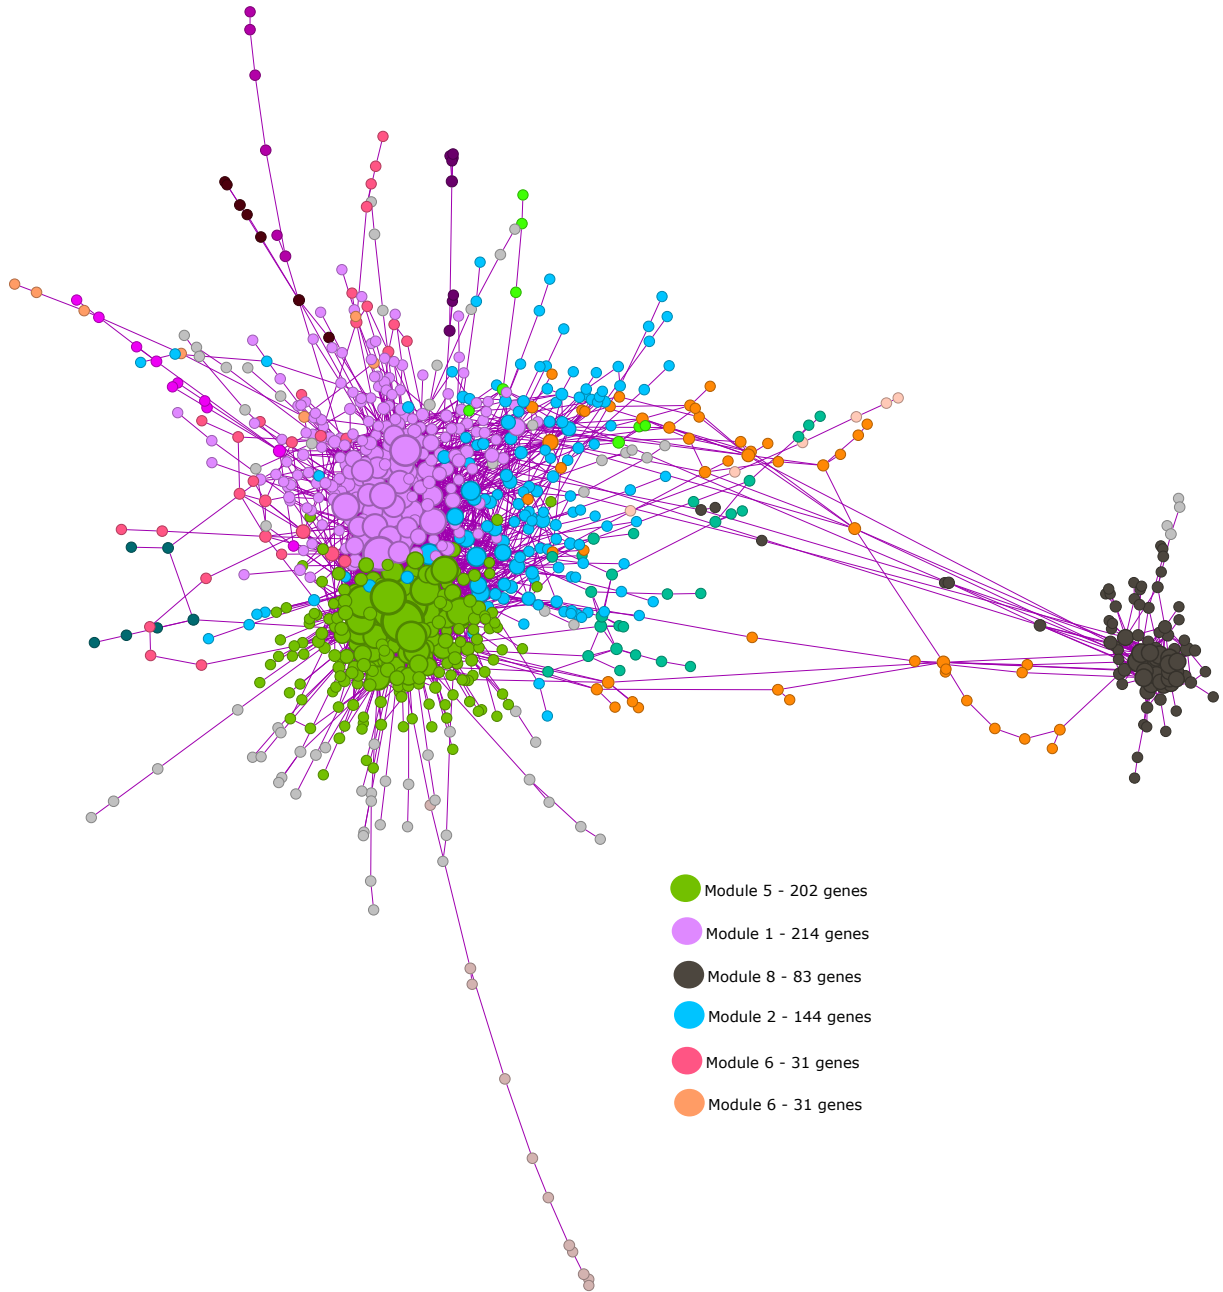 Module 5 - 202 genes
Module 1 - 214 genes
Module 8 - 83 genes
Module 2 - 144 genes
Module 6 - 31 genes
Module 6 - 31 genes